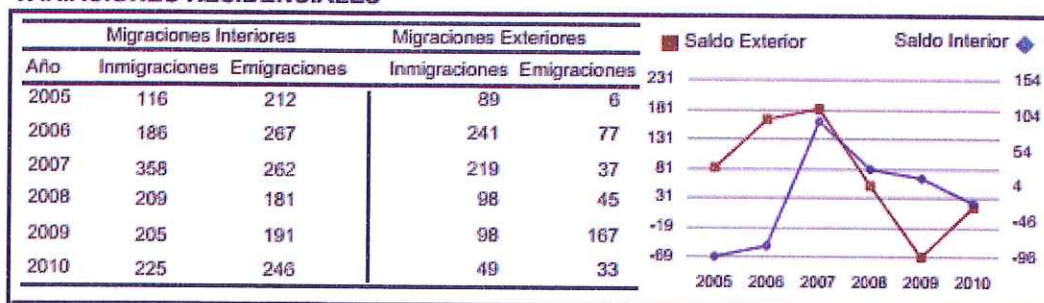 Migraciones Interiores Migraciones Exteriores
Año Inmigraciones Emigraciones Inmigraciones Emigraciones
2005 116 212 89 6
2006 186 267 241 77
2007 358 262 219 37
2008 209 181 98 45
2009 205 191 98 167
2010 225 246 49 33
Saldo Exterior Saldo Interior
231 154
181 104
131
81 54
31 4
-19 -46
-69 -96
2005 2006 2007 2008 2009 2010